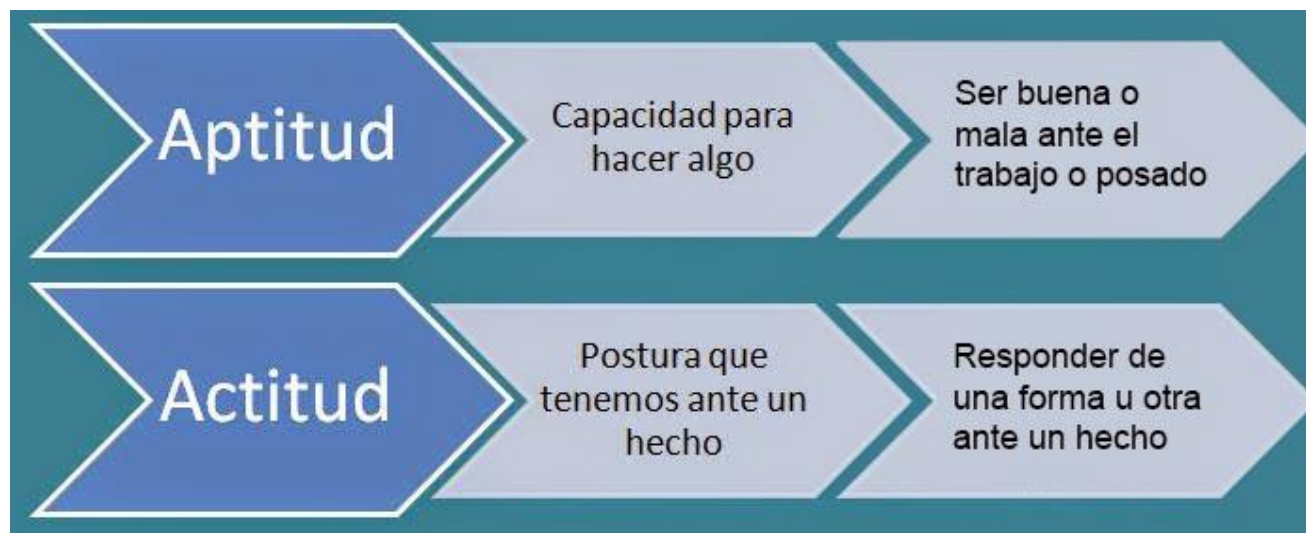 Aptitud
Capacidad para
hacer algo
Ser buena o
mala ante el
trabajo o posado
Actitud
Postura que
tenemos ante un
hecho
Responder de
una forma u otra
ante un hecho